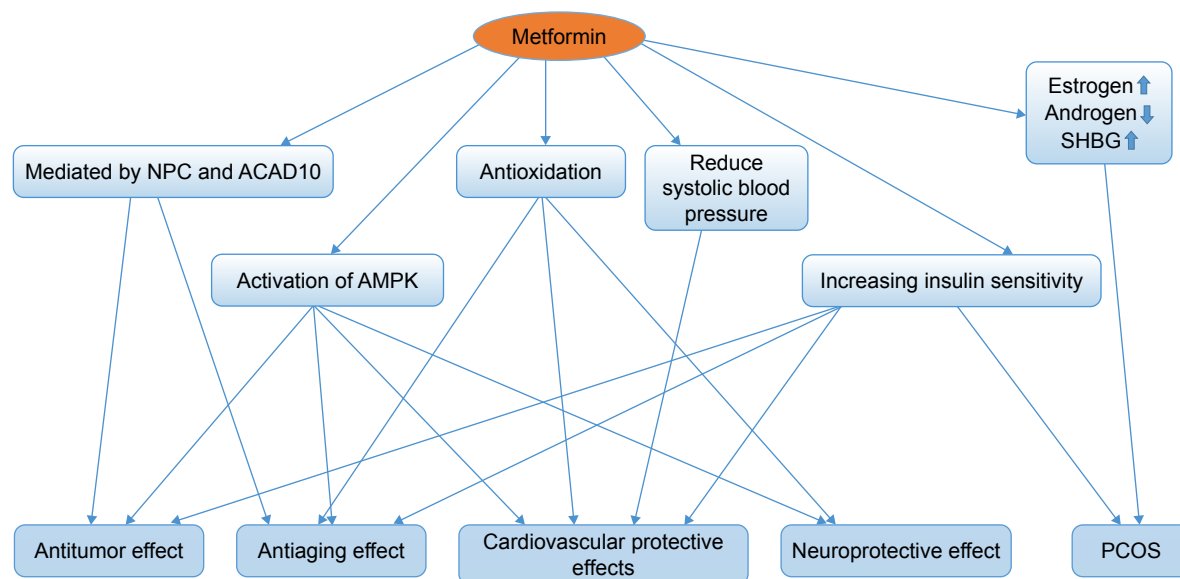 Metformin
Estrogen
Androgen
SHBG
Mediated by NPC and ACAD10
Antioxidation
Reduce
systolic blood
pressure
Activation of AMPK
Increasing insulin sensitivity
Antitumor effect
Antiaging effect
Cardiovascular protective
effects
Neuroprotective effect
PCOS